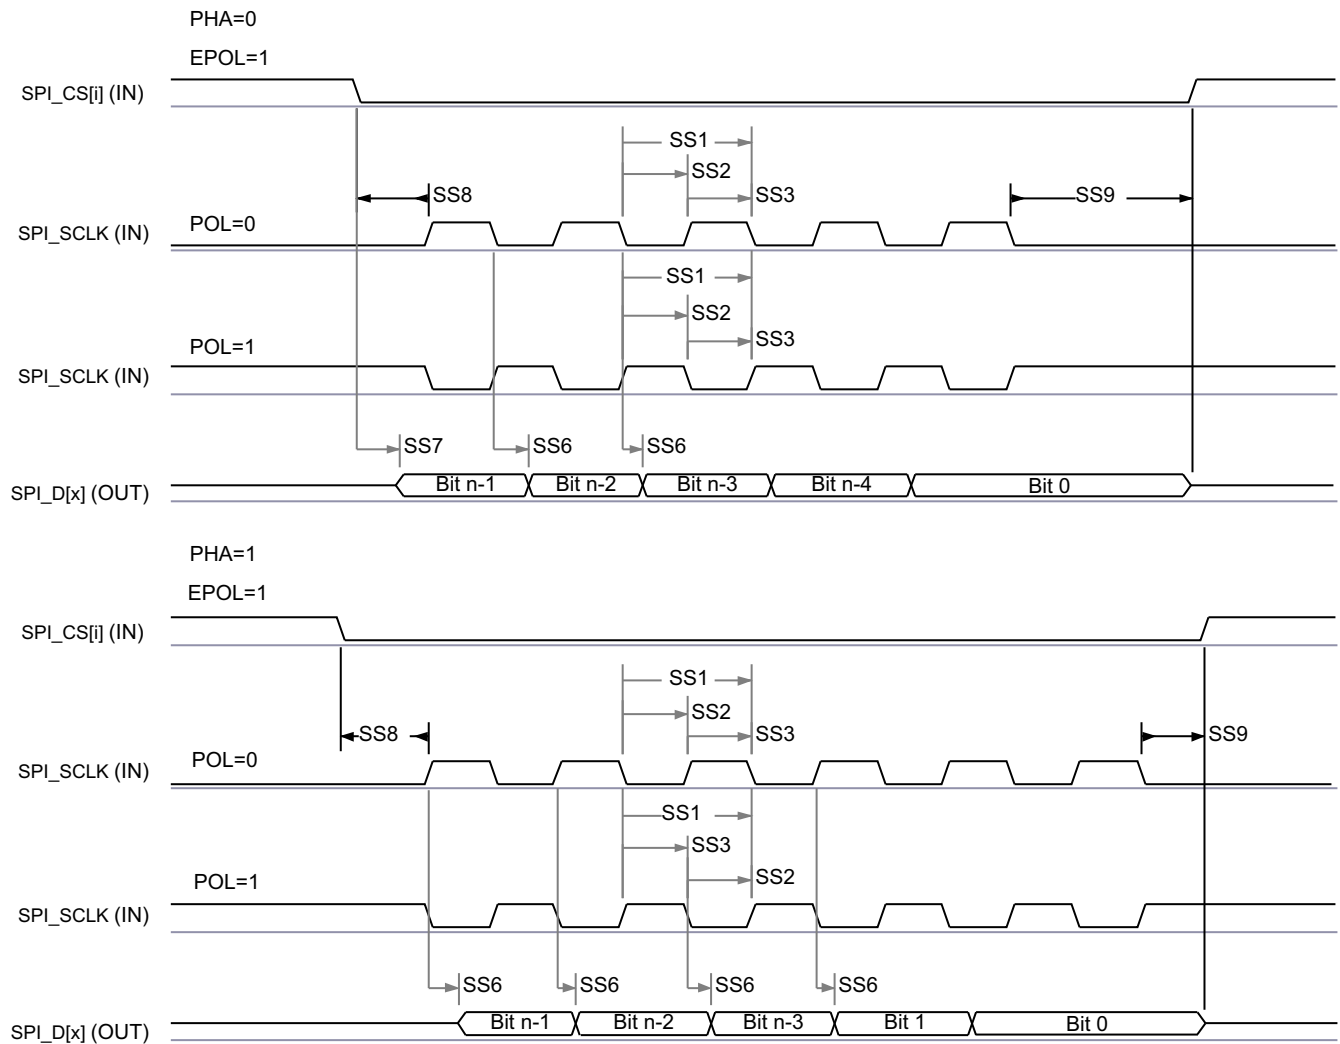 PHA=0
EPOL=1
SPI_CS[i] (IN)
SS1
SS2
SS8
SS3
SS9
POL=0
SPI_SCLK (IN)
SS1
SS2
SS3
POL=1
SPI_SCLK (IN)
SS7
SS6
SS6
SPI_D[x] (OUT)
Bit n-1
Bit n-2
Bit n-3
Bit n-4
Bit 0
PHA=1
EPOL=1
SPI_CS[i] (IN)
SS1
SS2
SS8
SS3
SS9
POL=0
SPI_SCLK (IN)
SS1
SS3
SS2
POL=1
SPI_SCLK (IN)
SS6
SS6
SS6
SS6
SPI_D[x] (OUT)
Bit n-1
Bit n-2
Bit n-3
Bit 1
Bit 0